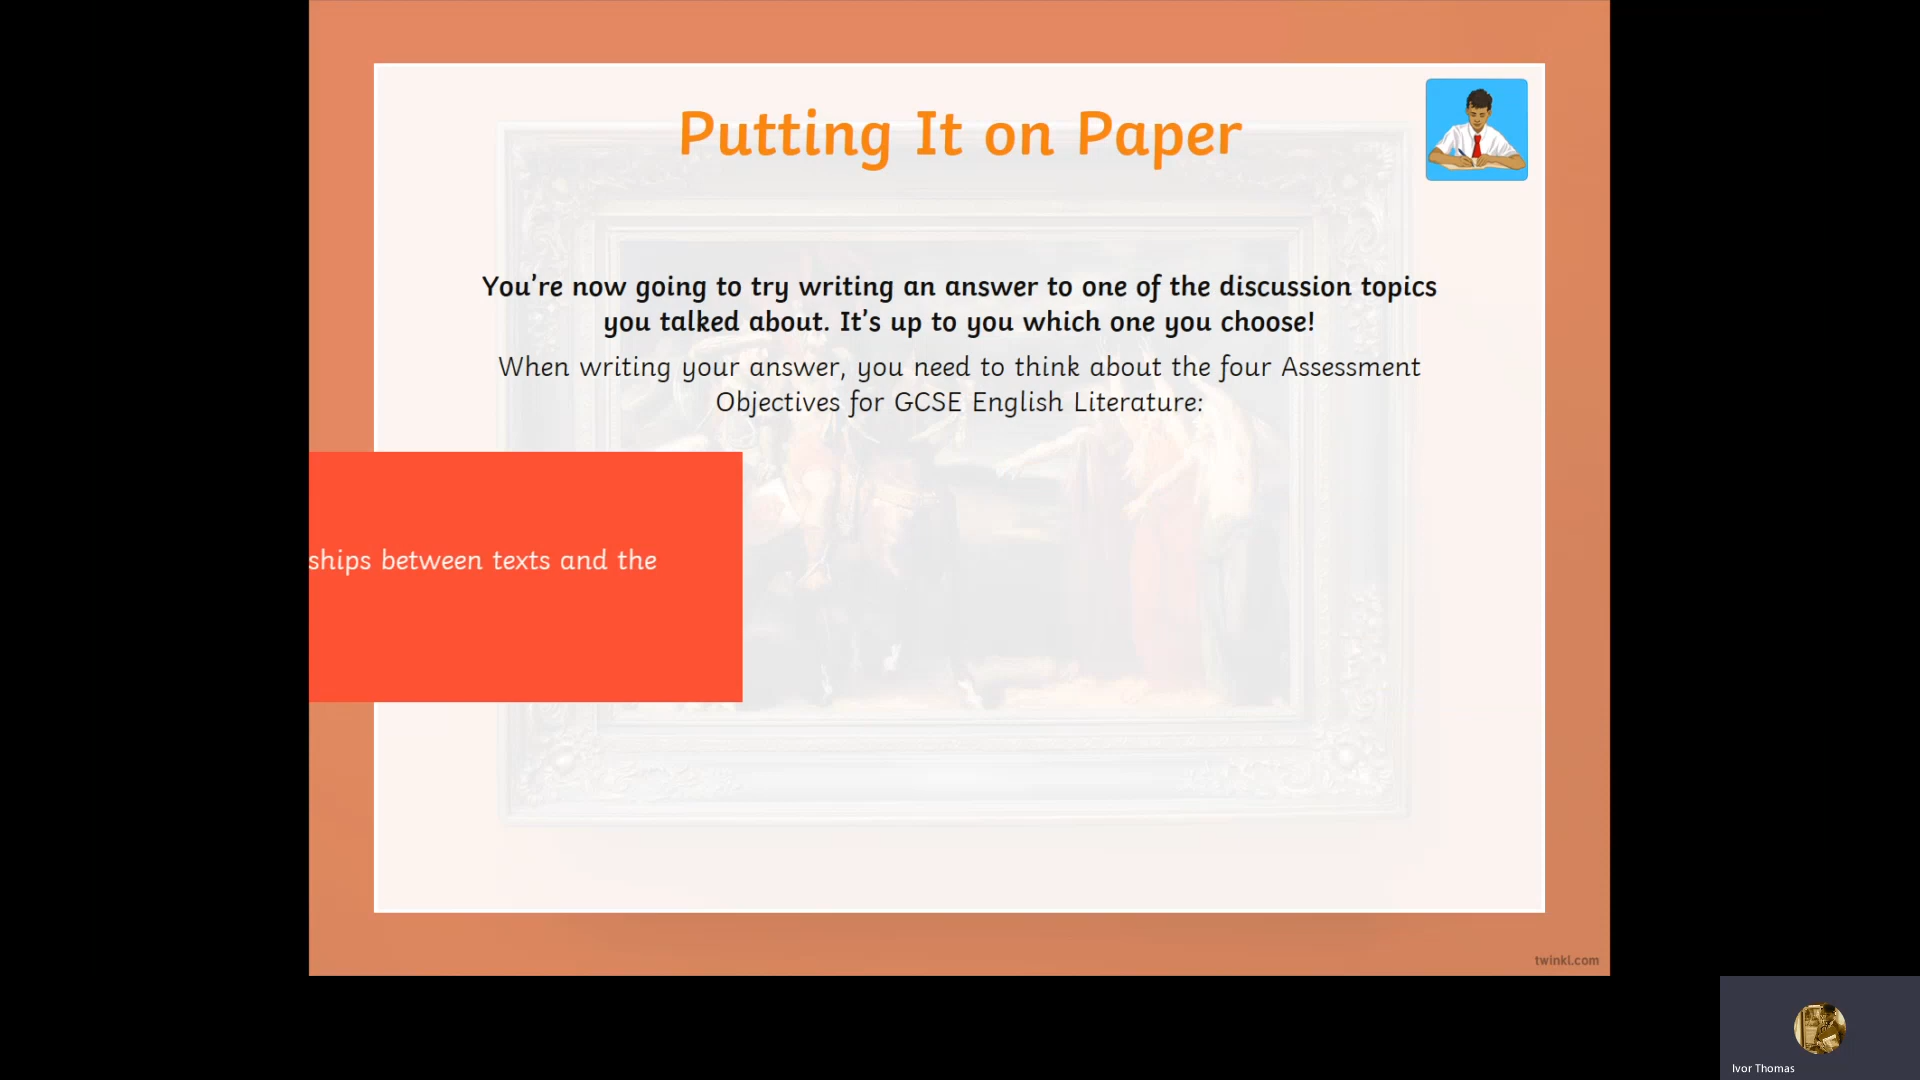 Putting It on Paper
You're now going to try writing an answer to one of the discussion topics
you talked about. It's up to you which one you choose!
When writing your answer, you need to think about the four Assessment
Objectives for GCSE English Literature:
ships between texts and the
twinkl.com
Ivor Thomas